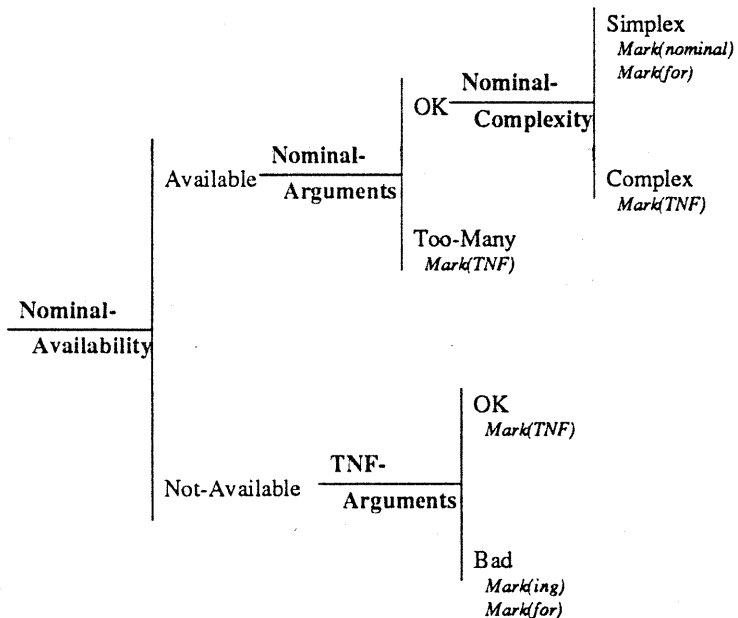 Simplex
Mark(nominal)
Mark(for)
Nominal-
OK
Complexity
Nominal-
Available
Arguments
Complex
Mark(TNF)
Too-Many
Mark(TNF)
Nominal-
Availability
OK
Mark(TNF)
TNF-
Not-Available
Arguments
Bad
Mark(ing)
Mark(for)